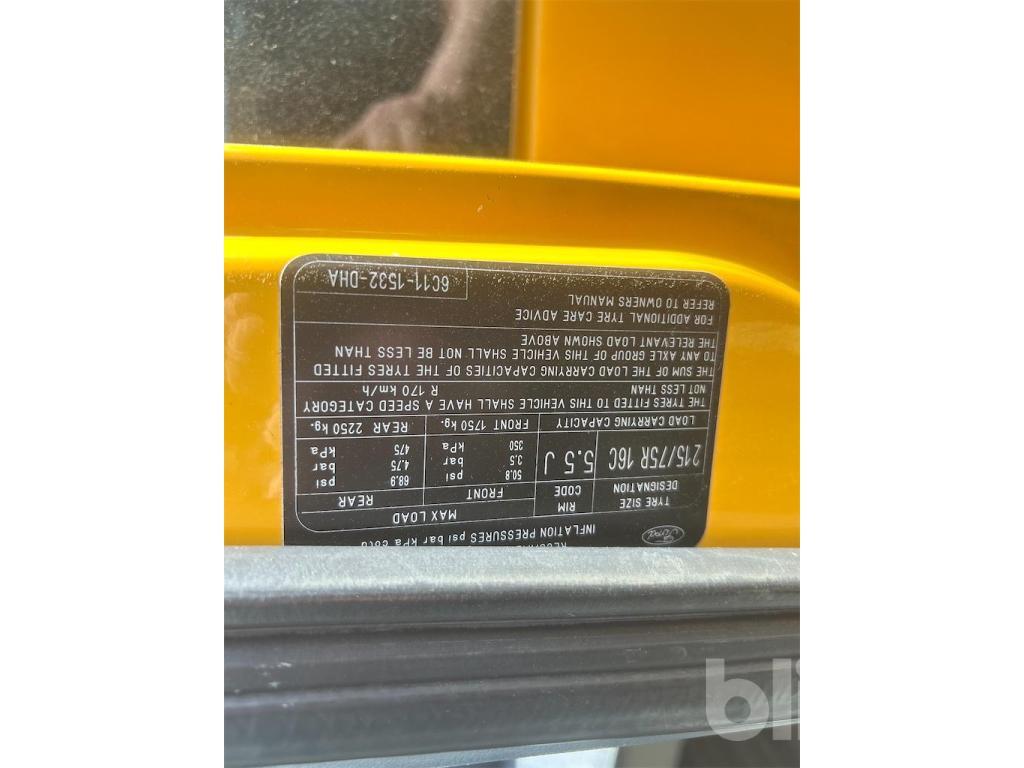 Ford
INFLATION PRESSURES psi bar kPa cold
TYRE SIZE
DESIGNATION
RIM
CODE
MAX LOAD
FRONT
REAR
215/75R 16C
5.5 J
50.8 psi
3.5 bar
350 kPa
68.9 psi
4.75 bar
475 kPa
LOAD CARRYING CAPACITY FRONT 1750 kg. REAR 2250 kg.
THE TYRES FITTED TO THIS VEHICLE SHALL HAVE A SPEED CATEGORY
NOT LESS THAN R 170 km/h
THE SUM OF THE LOAD CARRYING CAPACITIES OF THE TYRES FITTED
TO ANY AXLE GROUP OF THIS VEHICLE SHALL NOT BE LESS THAN
THE RELEVANT LOAD SHOWN ABOVE
FOR ADDITIONAL TYRE CARE ADVICE
REFER TO OWNERS MANUAL
6C11-1532-DHA